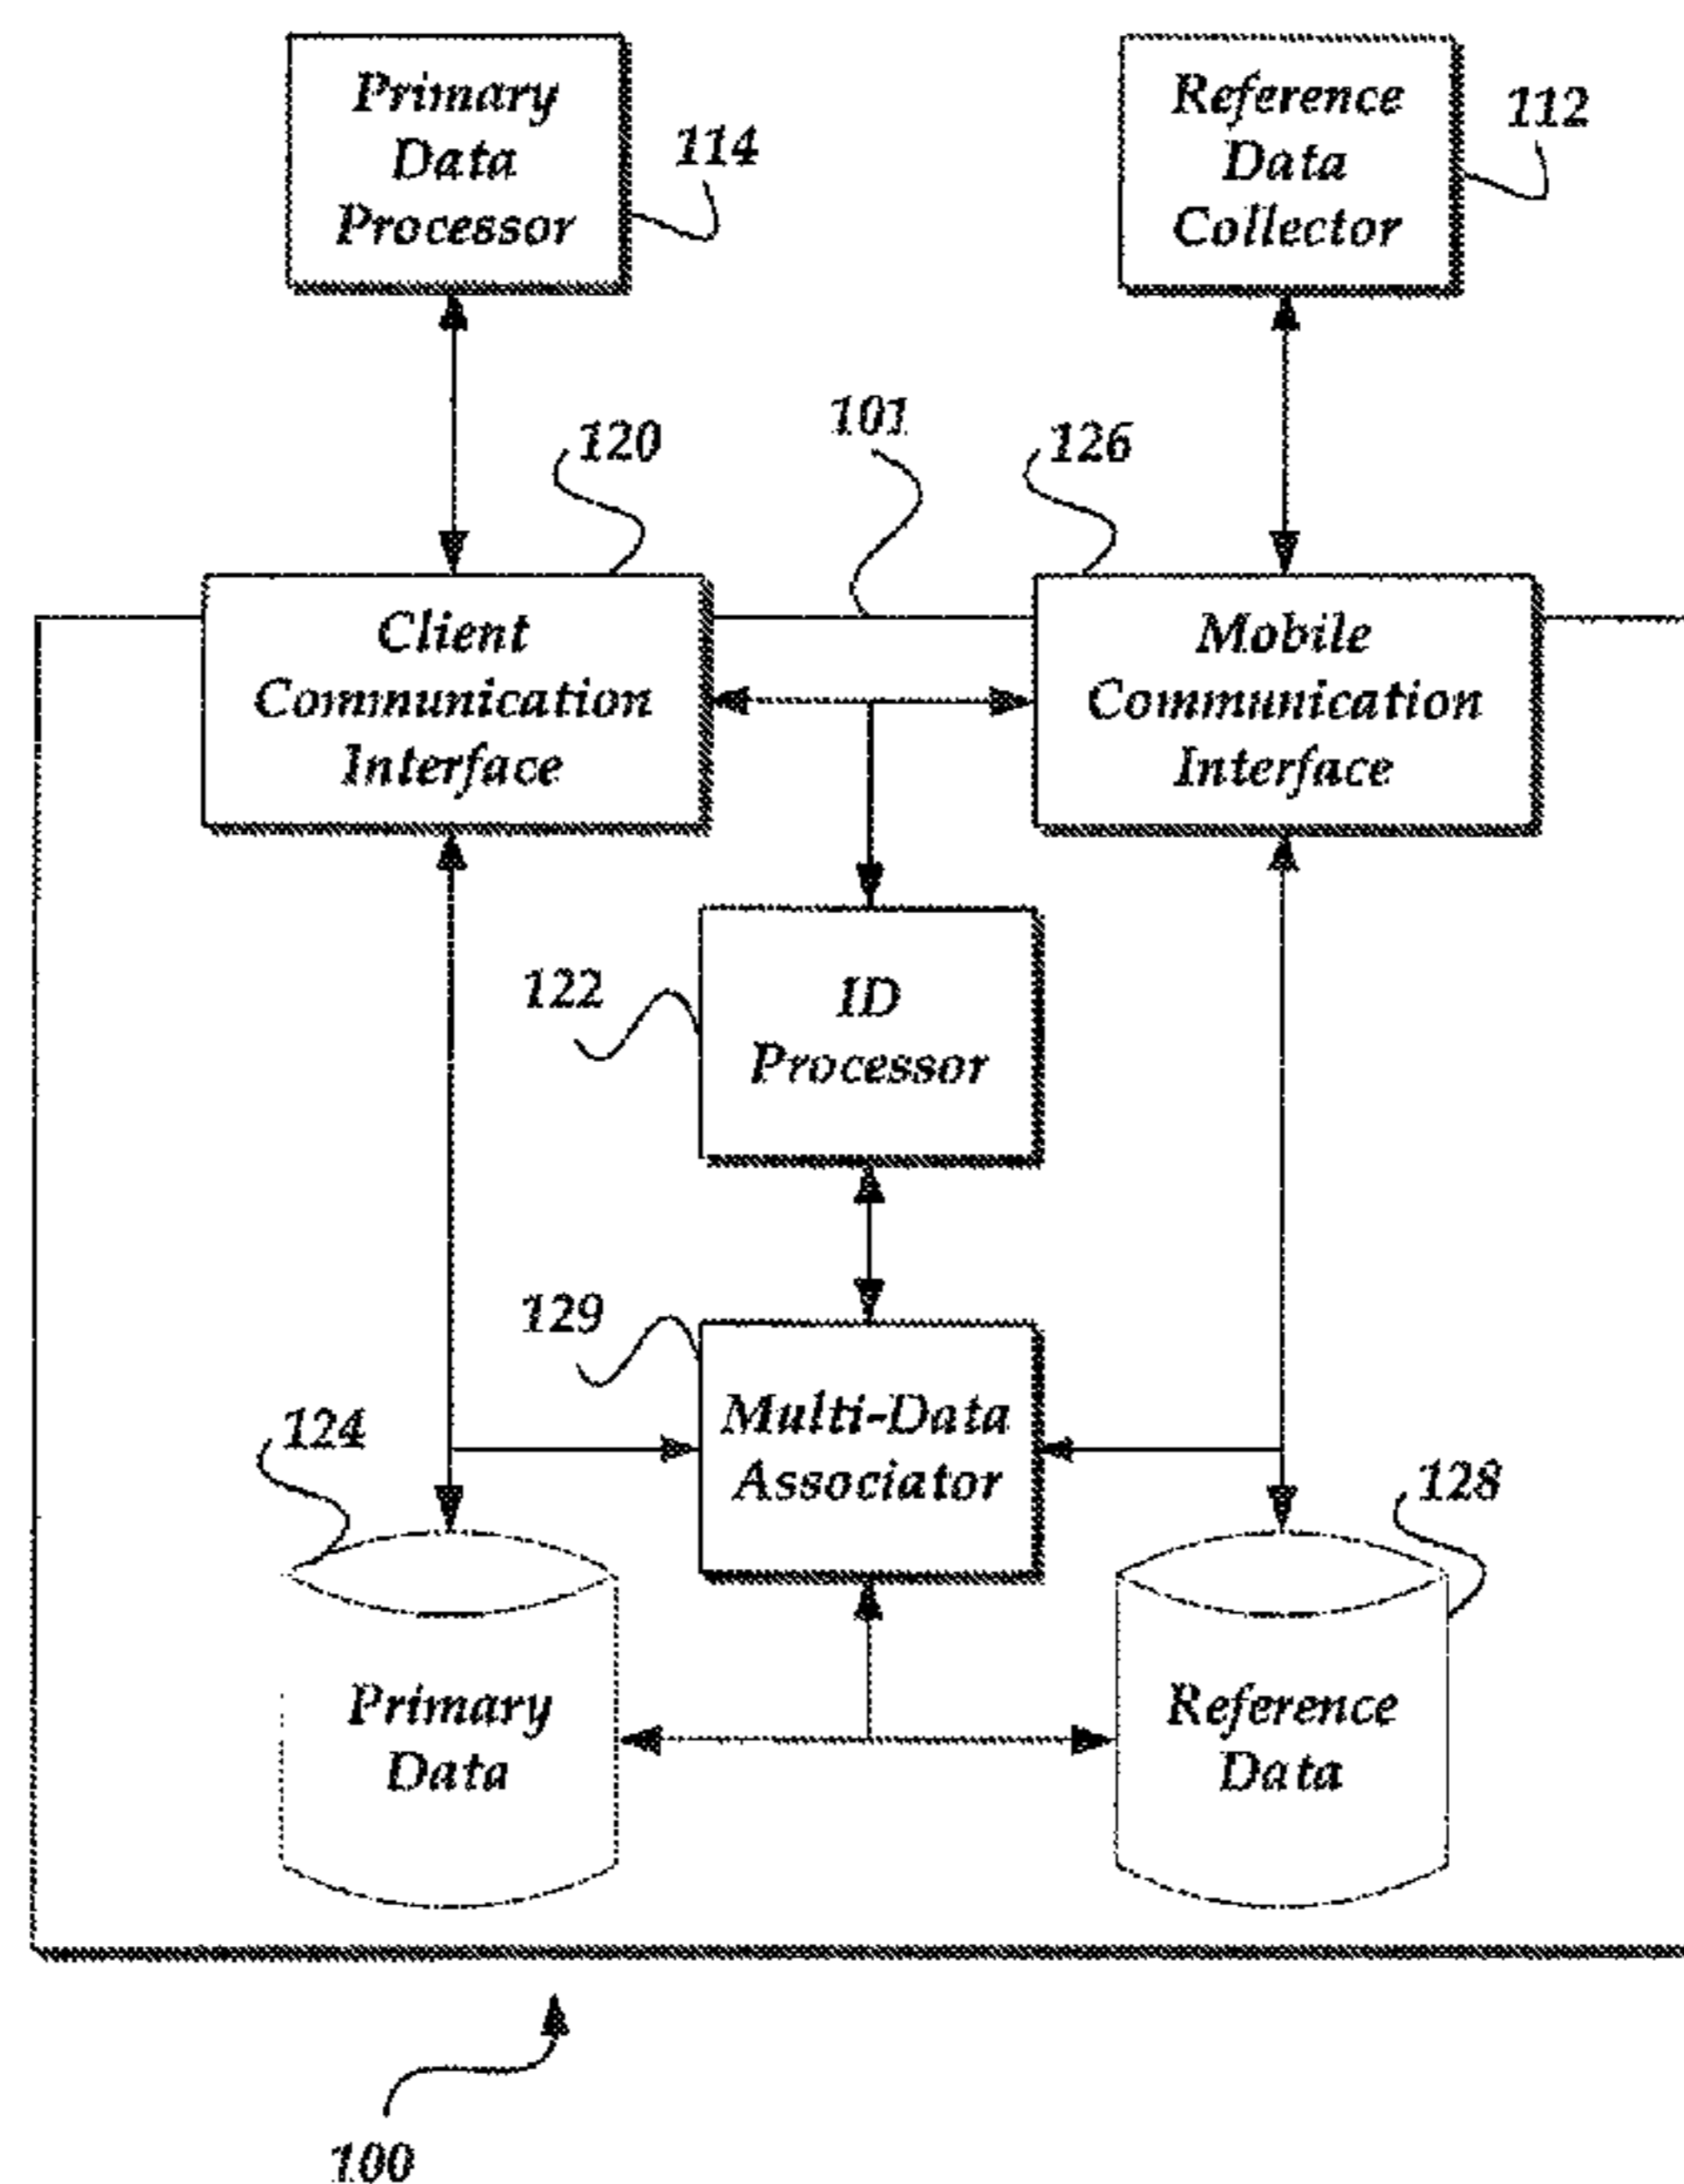 Primary
Data
Processor
114
Reference
Data
Collector
112
120
101
126
Client
Communication
Interface
Mobile
Communication
Interface
122
ID
Processor
129
Multi-Data
Associator
124
128
Primary
Data
Reference
Data
100